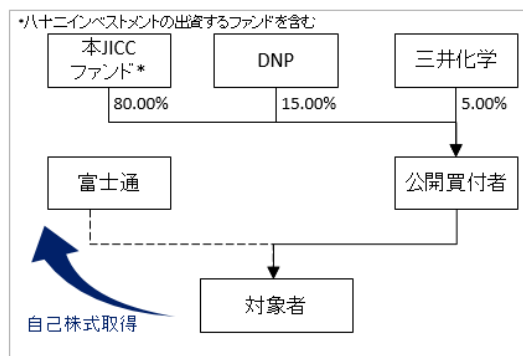 *八十二インベストメントの出資するファンドを含む
本JICC
ファンド*
DNP
三井化学
80.00%
15.00%
5.00%
富士通
公開買付者
対象者
自己株式取得